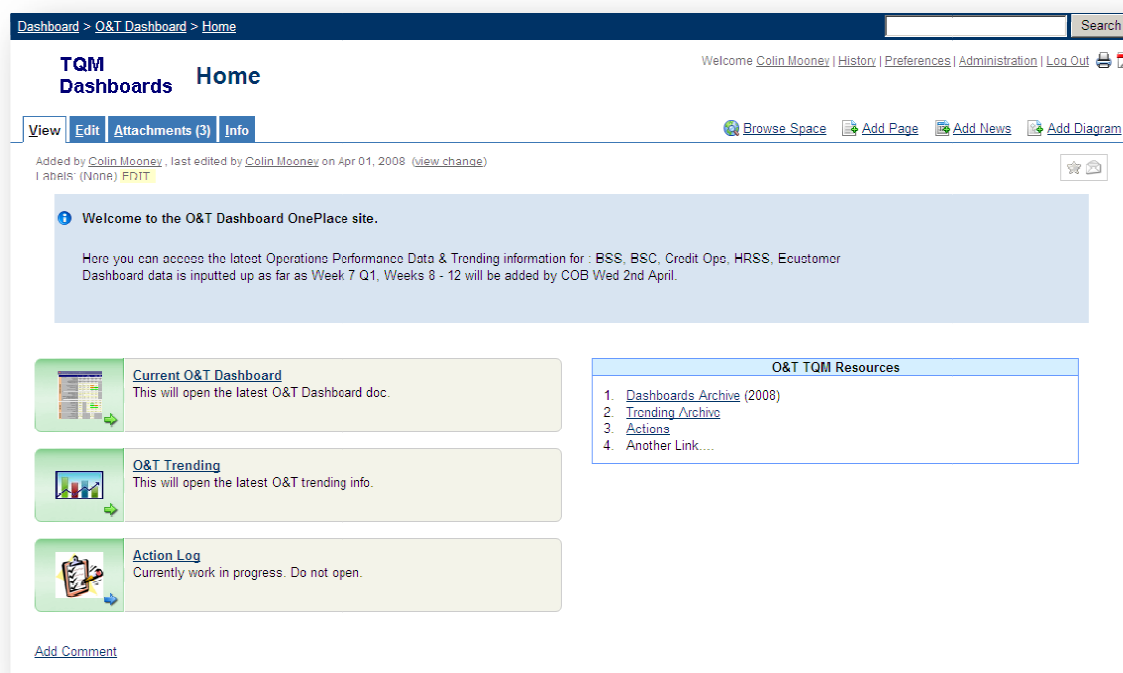 Dashboard > O&T Dashboard > Home
Search
TQM
Dashboards
Home
Welcome Colin Mooney | History | Preferences | Administration | Log Out
View
Edit
Attachments (3)
Info
Browse Space
Add Page
Add News
Add Diagram
Added by Colin Mooney , last edited by Colin Mooney on Apr 01, 2008 (view change)
Labels: (None) EDIT
Welcome to the O&T Dashboard OnePlace site.
Here you can access the latest Operations Performance Data & Trending information for : BSS, BSC, Credit Ops, HRSS, Ecustomer
Dashboard data is inputted up as far as Week 7 Q1, Weeks 8 - 12 will be added by COB Wed 2nd April.
Current O&T Dashboard
This will open the latest O&T Dashboard doc.
O&T Trending
This will open the latest O&T trending info.
Action Log
Currently work in progress. Do not open.
O&T TQM Resources
1. Dashboards Archive (2008)
2. Trending Archive
3. Actions
4. Another Link....
Add Comment